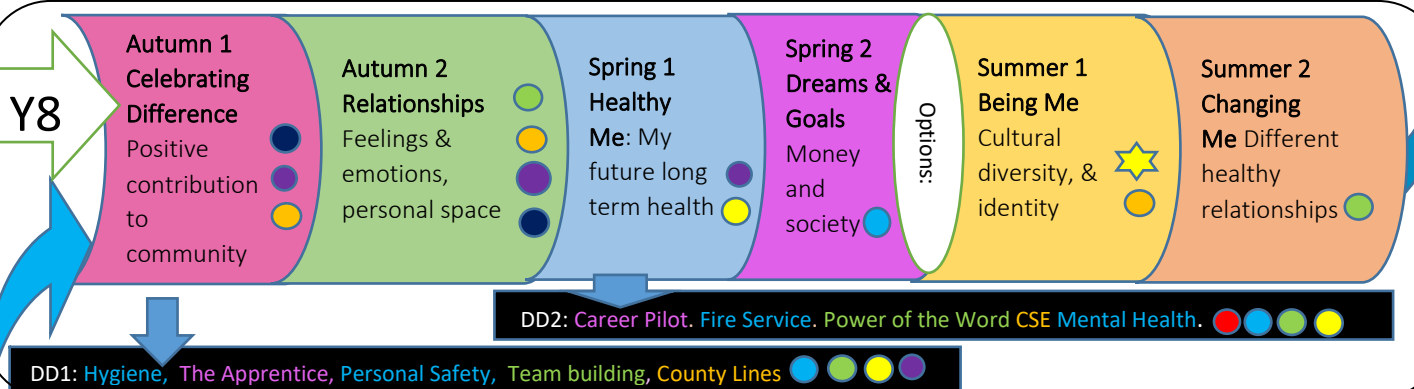 Y8
Autumn 1
Celebrating
Difference
Positive
contribution
to
community
Autumn 2
Relationships
Feelings &
emotions,
personal space
Spring 1
Healthy
Me: My
future long
term health
Spring 2
Dreams &
Goals
Money
and
society
Options:
Summer 1
Being Me
Cultural
diversity, &
identity
Summer 2
Changing
Me Different
healthy
relationships
DD2: Career Pilot. Fire Service. Power of the Word CSE Mental Health.
DD1: Hygiene, The Apprentice, Personal Safety, Team building, County Lines